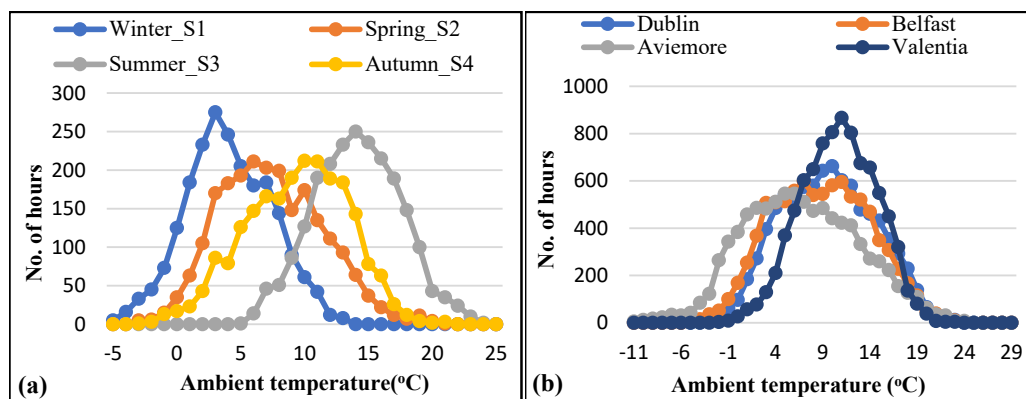 Winter_S1 Spring_S2
Summer_S3 Autumn_S4
300
250
200
150
100
50
0
No. of hours
-5 0 5 10 15 20 25
(a) Ambient temperature(ºC)
Dublin Belfast
Aviemore Valentia
1000
800
600
400
200
0
No. of hours
-11 -6 -1 4 9 14 19 24 29
(b) Ambient temperature (ºC)